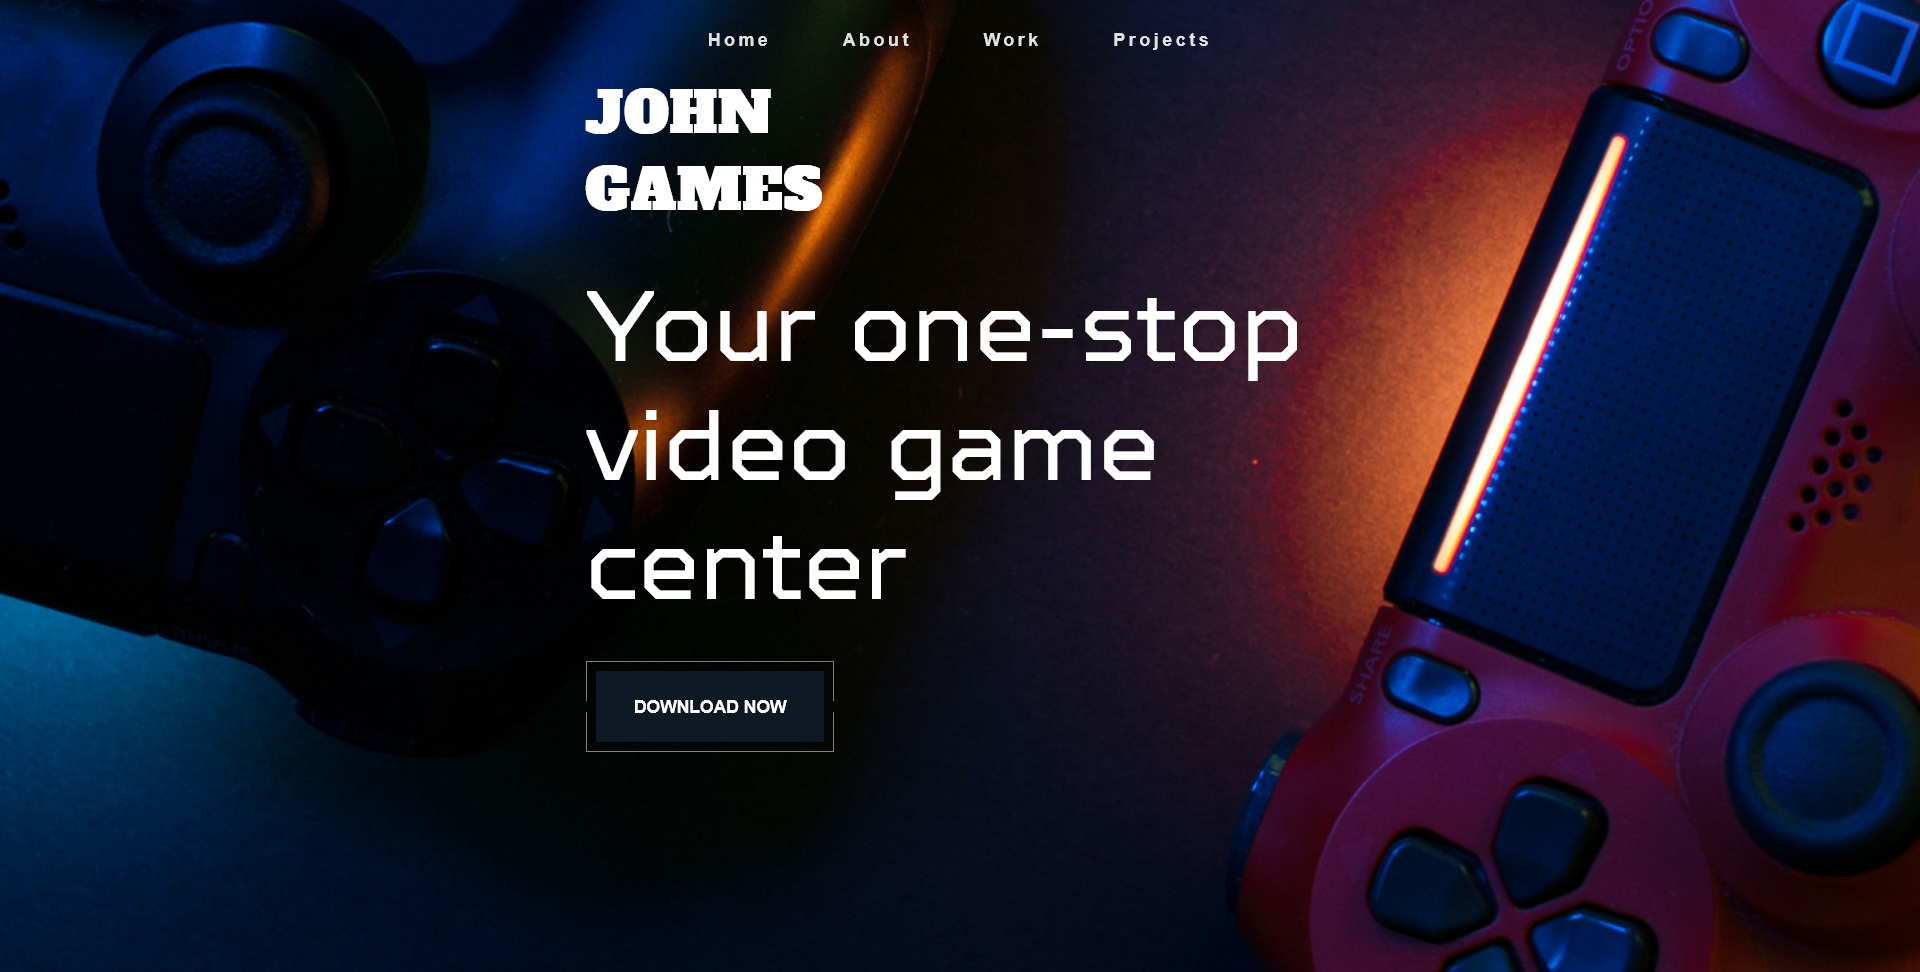 Home About Work Projects
JOHN
GAMES
Your one-stop
video game
center
DOWNLOAD NOW
SHARE
OPTIO